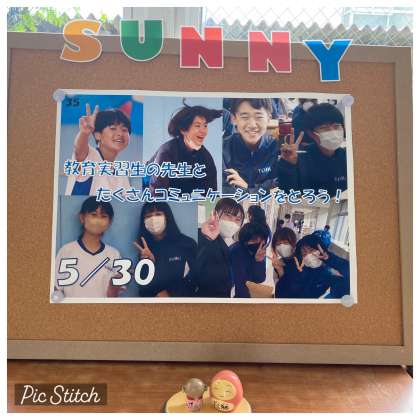 SUNNY
35
教育実習生の先生と
たくさんコミュニケーションをとろう！
5/30
Pic Stitch